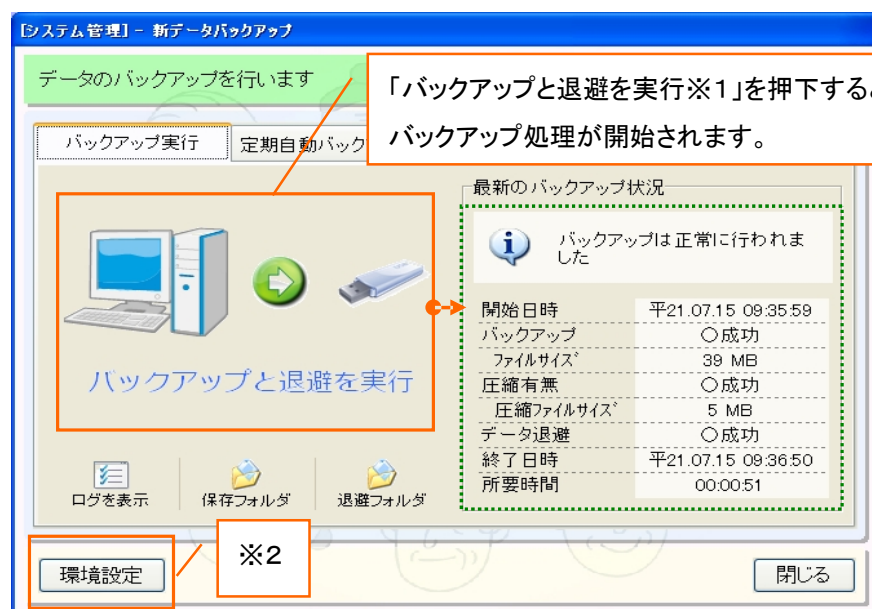 [システム管理] - 新データバックアップ
データのバックアップを行います
「バックアップと退避を実行※1」を押下する
バックアップ処理が開始されます。
バックアップ実行
定期自動バック
最新のバックアップ状況
バックアップは正常に行われま
した
開始日時 平21.07.15 09:35:59
バックアップ ○成功
ファイルサイズ 39 MB
圧縮有無 ○成功
圧縮ファイルサイズ 5 MB
データ退避 ○成功
終了日時 平21.07.15 09:36:50
所要時間 00:00:51
バックアップと退避を実行
ログを表示
保存フォルダ
退避フォルダ
※2
環境設定
閉じる